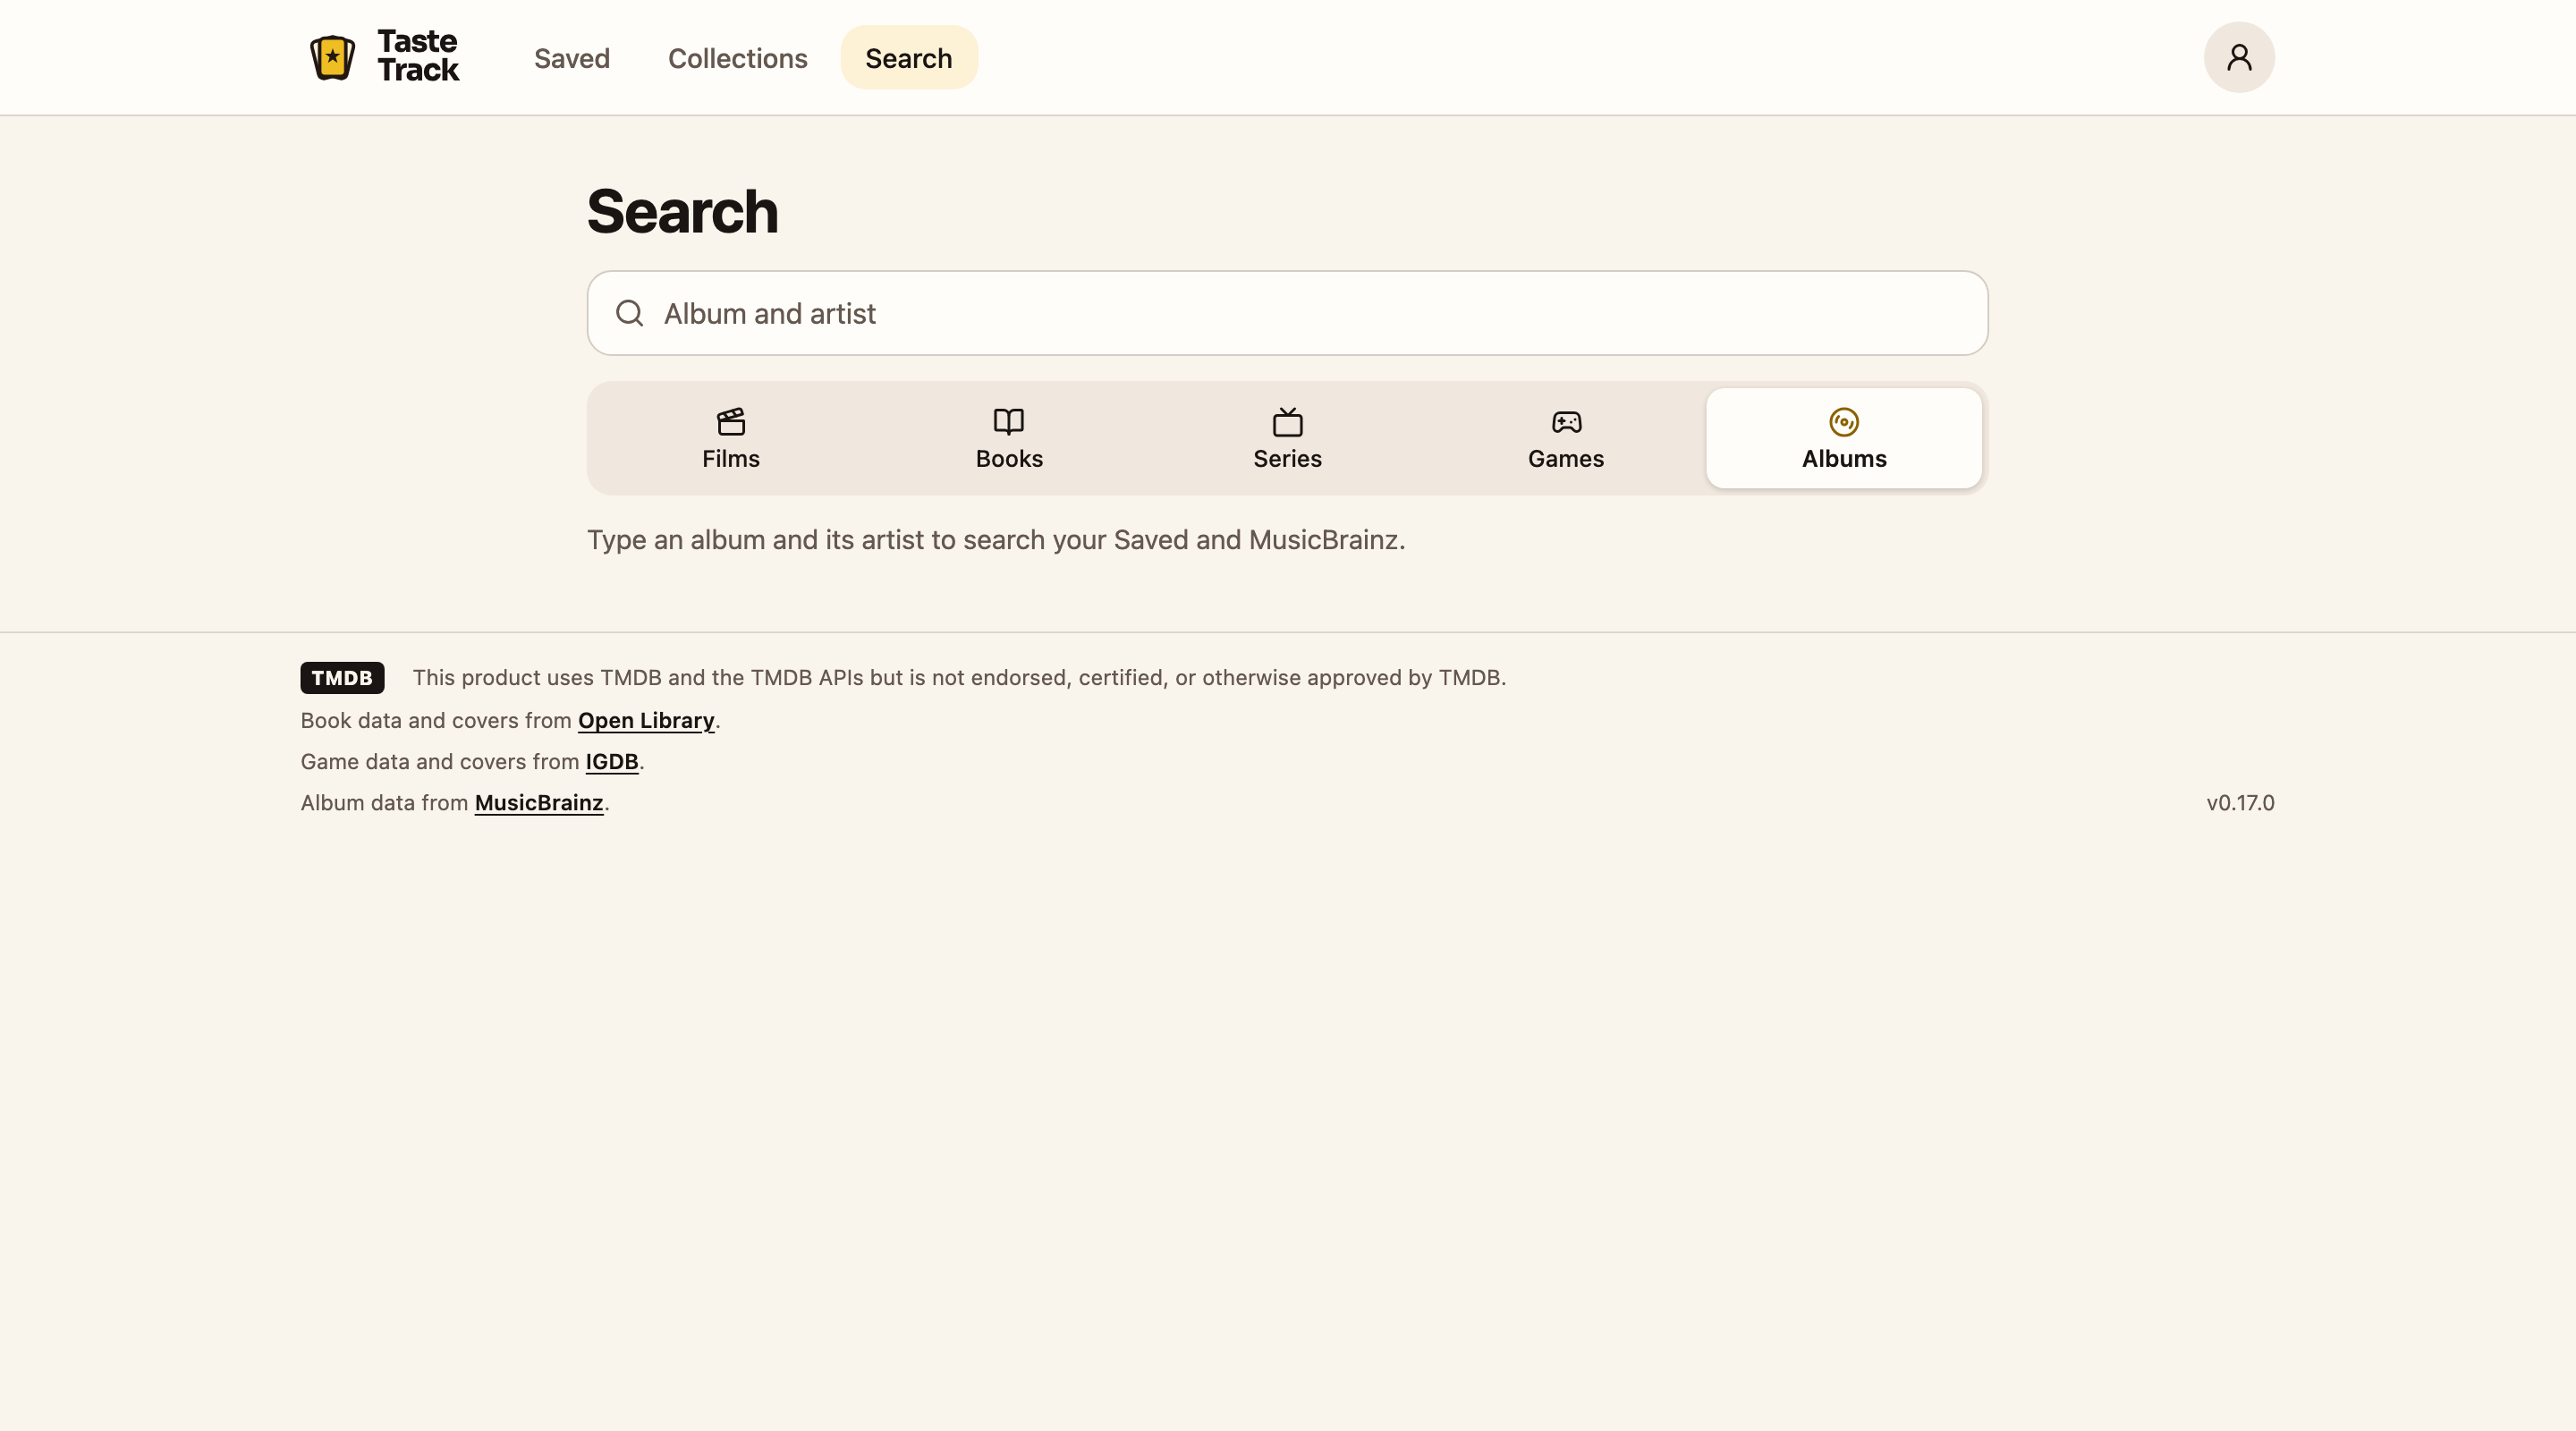 Taste
Track
Saved
Collections
Search
Search
Album and artist
Films
Books
Series
Games
Albums
Type an album and its artist to search your Saved and MusicBrainz.
TMDB This product uses TMDB and the TMDB APIs but is not endorsed, certified, or otherwise approved by TMDB.
Book data and covers from Open Library.
Game data and covers from IGDB.
Album data from MusicBrainz.
v0.17.0